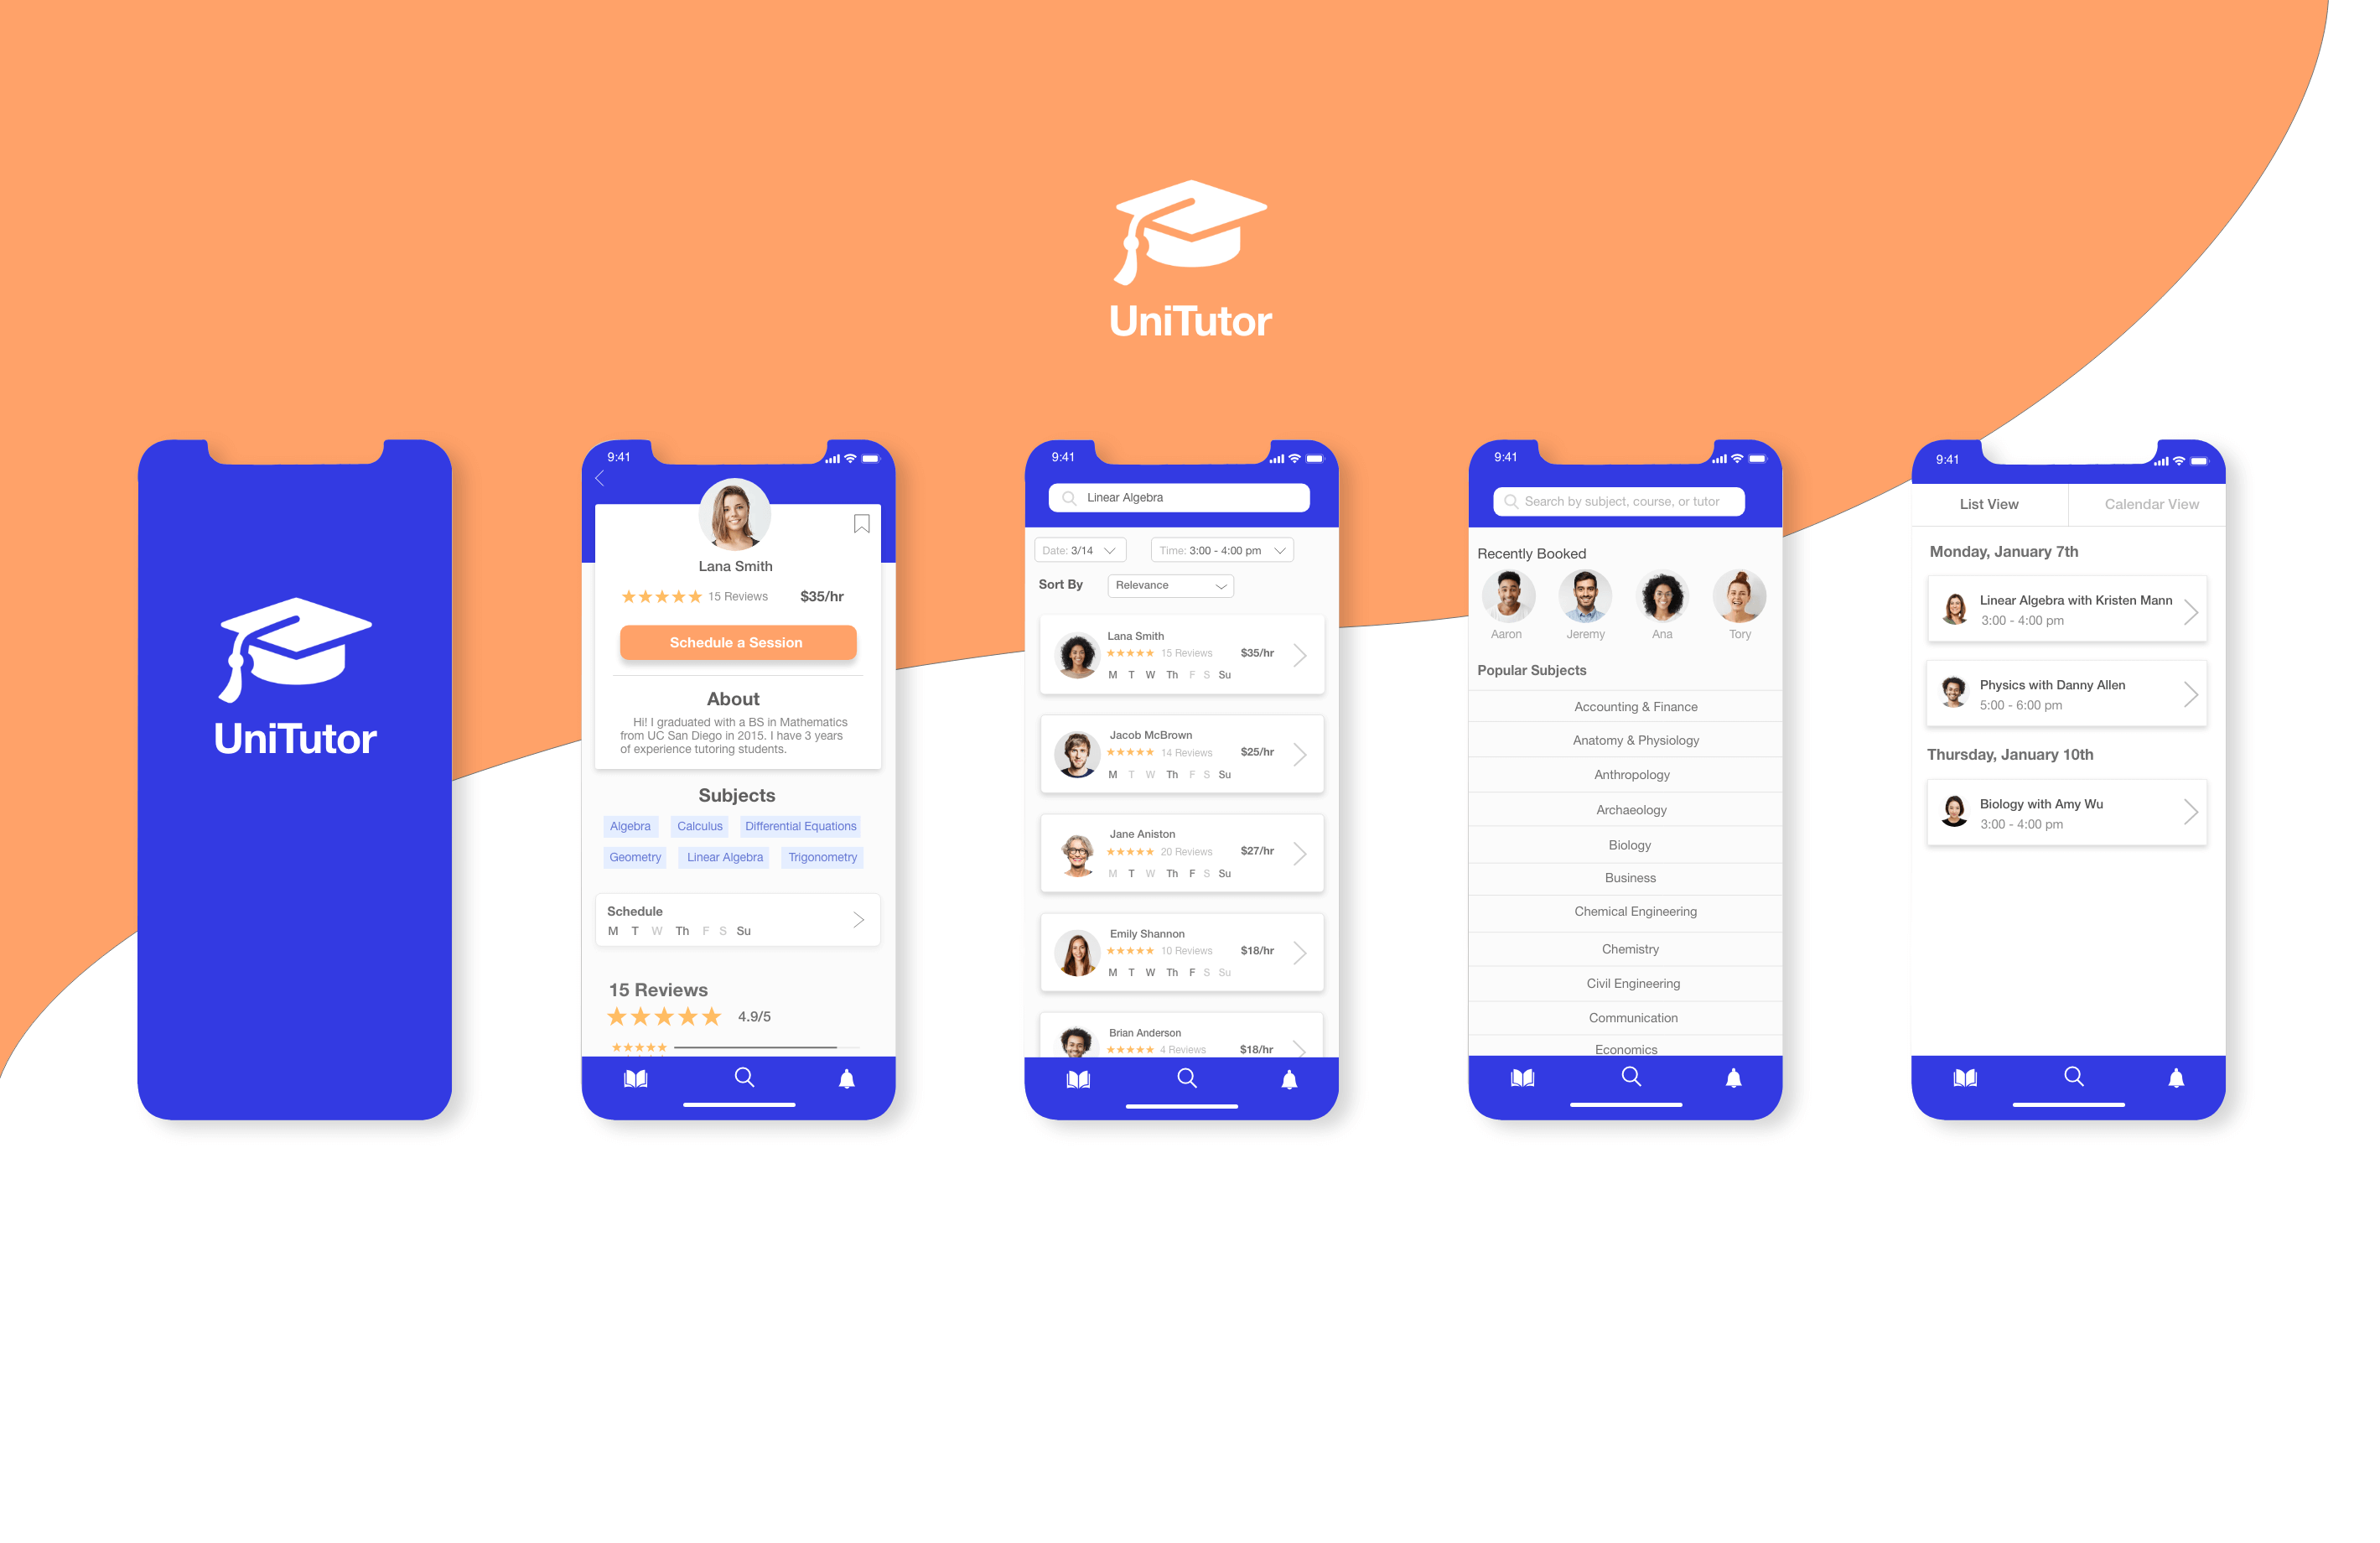 UniTutor
UniTutor
9:41
Lana Smith
15 Reviews $35/hr
Schedule a Session
About
Hi! I graduated with a BS in Mathematics
from UC San Diego in 2015. I have 3 years
of experience tutoring students.
Subjects
Algebra Calculus Differential Equations
Geometry Linear Algebra Trigonometry
Schedule
M T W Th F S Su
15 Reviews
4.9/5
9:41
Linear Algebra
Date: 3/14 Time: 3:00 - 4:00 pm
Sort By Relevance
Lana Smith
15 Reviews $35/hr
M T W Th F S Su
Jacob McBrown
14 Reviews $25/hr
M T W Th F S Su
Jane Aniston
20 Reviews $27/hr
M T W Th F S Su
Emily Shannon
10 Reviews $18/hr
M T W Th F S Su
Brian Anderson
4 Reviews $18/hr
9:41
Search by subject, course, or tutor
Recently Booked
Aaron Jeremy Ana Tory
Popular Subjects
Accounting & Finance
Anatomy & Physiology
Anthropology
Archaeology
Biology
Business
Chemical Engineering
Chemistry
Civil Engineering
Communication
Economics
9:41
List View Calendar View
Monday, January 7th
Linear Algebra with Kristen Mann
3:00 - 4:00 pm
Physics with Danny Allen
5:00 - 6:00 pm
Thursday, January 10th
Biology with Amy Wu
3:00 - 4:00 pm